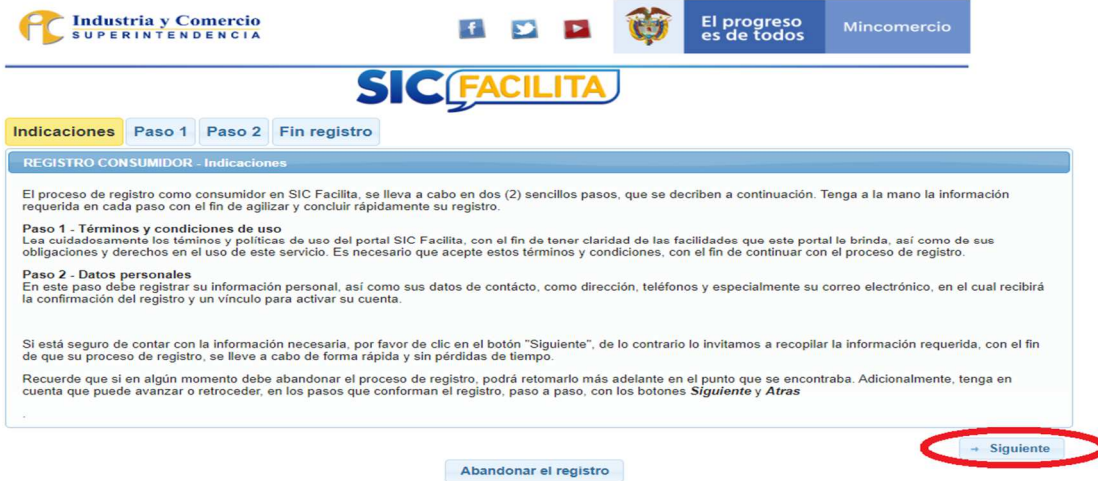 Industria y Comercio
SUPERINTENDENCIA
El progreso
es de todos
Mincomercio
SIC FACILITA
Indicaciones Paso 1 Paso 2 Fin registro
REGISTRO CONSUMIDOR - Indicaciones
El proceso de registro como consumidor en SIC Facilita, se lleva a cabo en dos (2) sencillos pasos, que se decriben a continuación. Tenga a la mano la información
requerida en cada paso con el fin de agilizar y concluir rápidamente su registro.
Paso 1 - Términos y condiciones de uso
Lea cuidadosamente los téminos y políticas de uso del portal SIC Facilita, con el fin de tener claridad de las facilidades que este portal le brinda, así como de sus
obligaciones y derechos en el uso de este servicio. Es necesario que acepte estos términos y condiciones, con el fin de continuar con el proceso de registro.
Paso 2 - Datos personales
En este paso debe registrar su información personal, así como sus datos de contácto, como dirección, teléfonos y especialmente su correo electrónico, en el cual recibirá
la confirmación del registro y un vínculo para activar su cuenta.
Si está seguro de contar con la información necesaria, por favor de clic en el botón "Siguiente", de lo contrario lo invitamos a recopilar la información requerida, con el fin
de que su proceso de registro, se lleve a cabo de forma rápida y sin pérdidas de tiempo.
Recuerde que si en algún momento debe abandonar el proceso de registro, podrá retomarlo más adelante en el punto que se encontraba. Adicionalmente, tenga en
cuenta que puede avanzar o retroceder, en los pasos que conforman el registro, paso a paso, con los botones Siguiente y Atras
.
→ Siguiente
Abandonar el registro